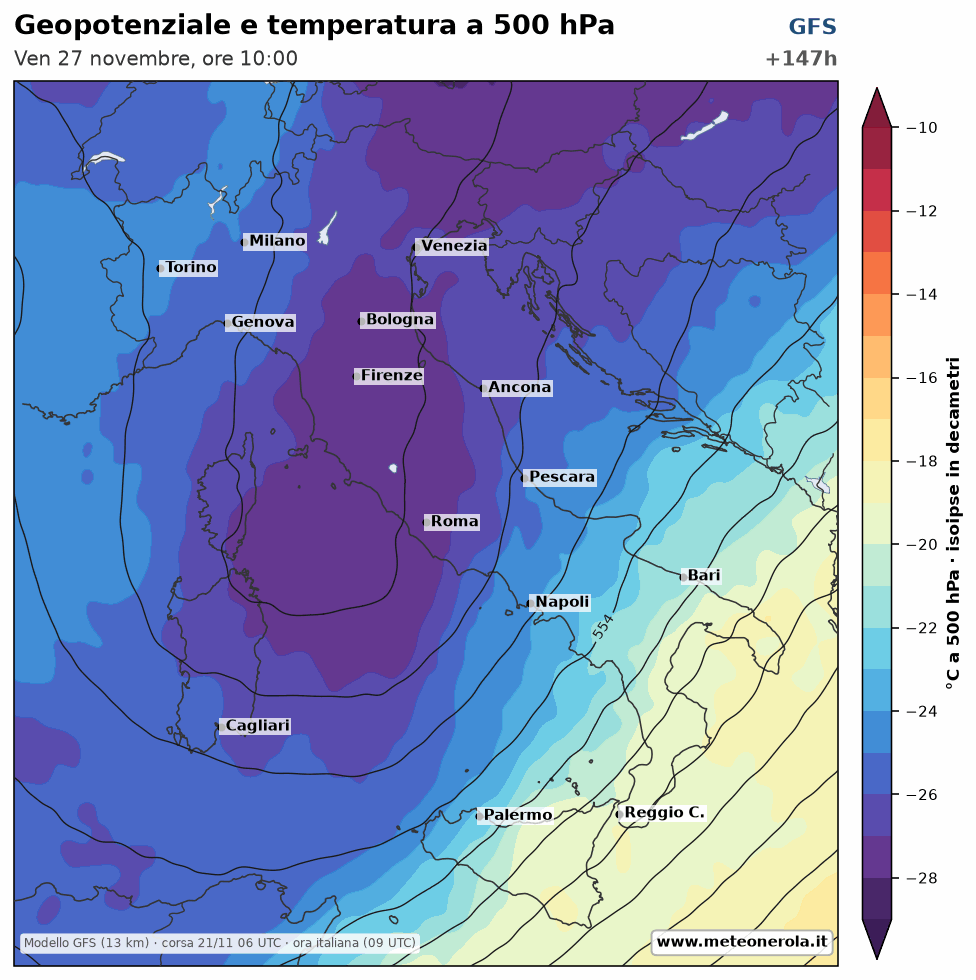 Geopotenziale e temperatura a 500 hPa
GFS
Ven 27 novembre, ore 10:00
+147h
Milano
Venezia
Torino
Genova
Bologna
Firenze
Ancona
Pescara
Roma
Bari
Napoli
554
Cagliari
Palermo
Reggio C.
−10
−12
−14
−16
−18
−20
−22
−24
−26
−28
°C a 500 hPa · isoipse in decametri
Modello GFS (13 km) · corsa 21/11 06 UTC · ora italiana (09 UTC)
www.meteonerola.it